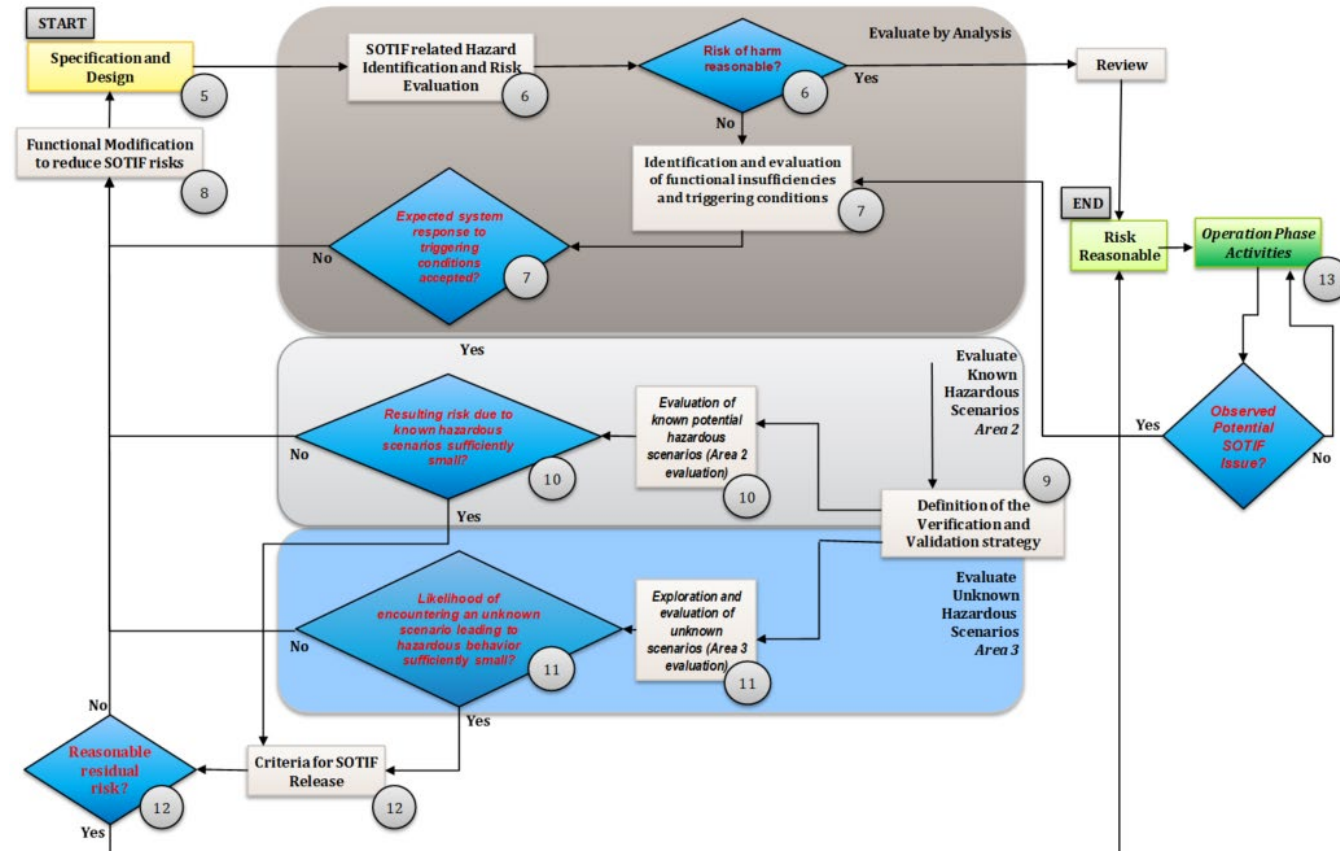 START
Specification and
Design
5
SOTIF related Hazard
Identification and Risk
Evaluation
6
Risk of harm
reasonable?
6
Evaluate by Analysis
Yes
Review
No
Functional Modification
to reduce SOTIF risks
8
Identification and evaluation
of functional insufficiencies
and triggering conditions
7
Expected system
response to
triggering
conditions
accepted?
7
No
END
Risk
Reasonable
Operation Phase
Activities
13
Yes
Evaluate
Known
Hazardous
Scenarios
Area 2
Resulting risk due to
known hazardous
scenarios sufficiently
small?
10
No
Evaluation of
known potential
hazardous
scenarios (Area 2
evaluation)
10
Yes
Observed
Potential
SOTIF
Issue?
No
9
Definition of the
Verification and
Validation strategy
Yes
Likelihood of
encountering an unknown
scenario leading to
hazardous behavior
sufficiently small?
11
No
Exploration and
evaluation of
unknown
scenarios (Area 3
evaluation)
11
Evaluate
Unknown
Hazardous
Scenarios
Area 3
No
Yes
Reasonable
residual
risk?
12
Criteria for SOTIF
Release
12
Yes